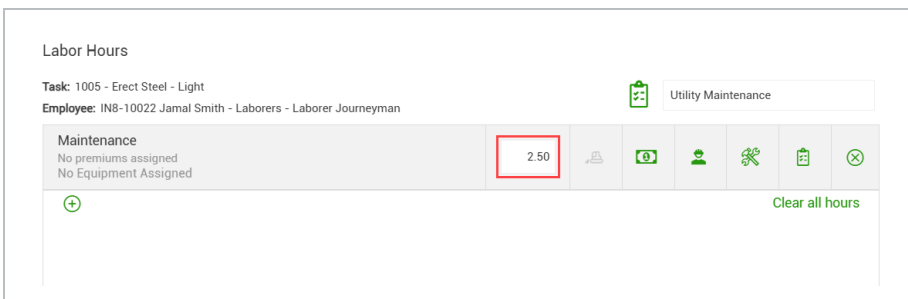 Labor Hours
Task: 1005 - Erect Steel - Light
Employee: IN8-10022 Jamal Smith - Laborers - Laborer Journeyman
Utility Maintenance
Maintenance
No premiums assigned
No Equipment Assigned
2.50
Clear all hours